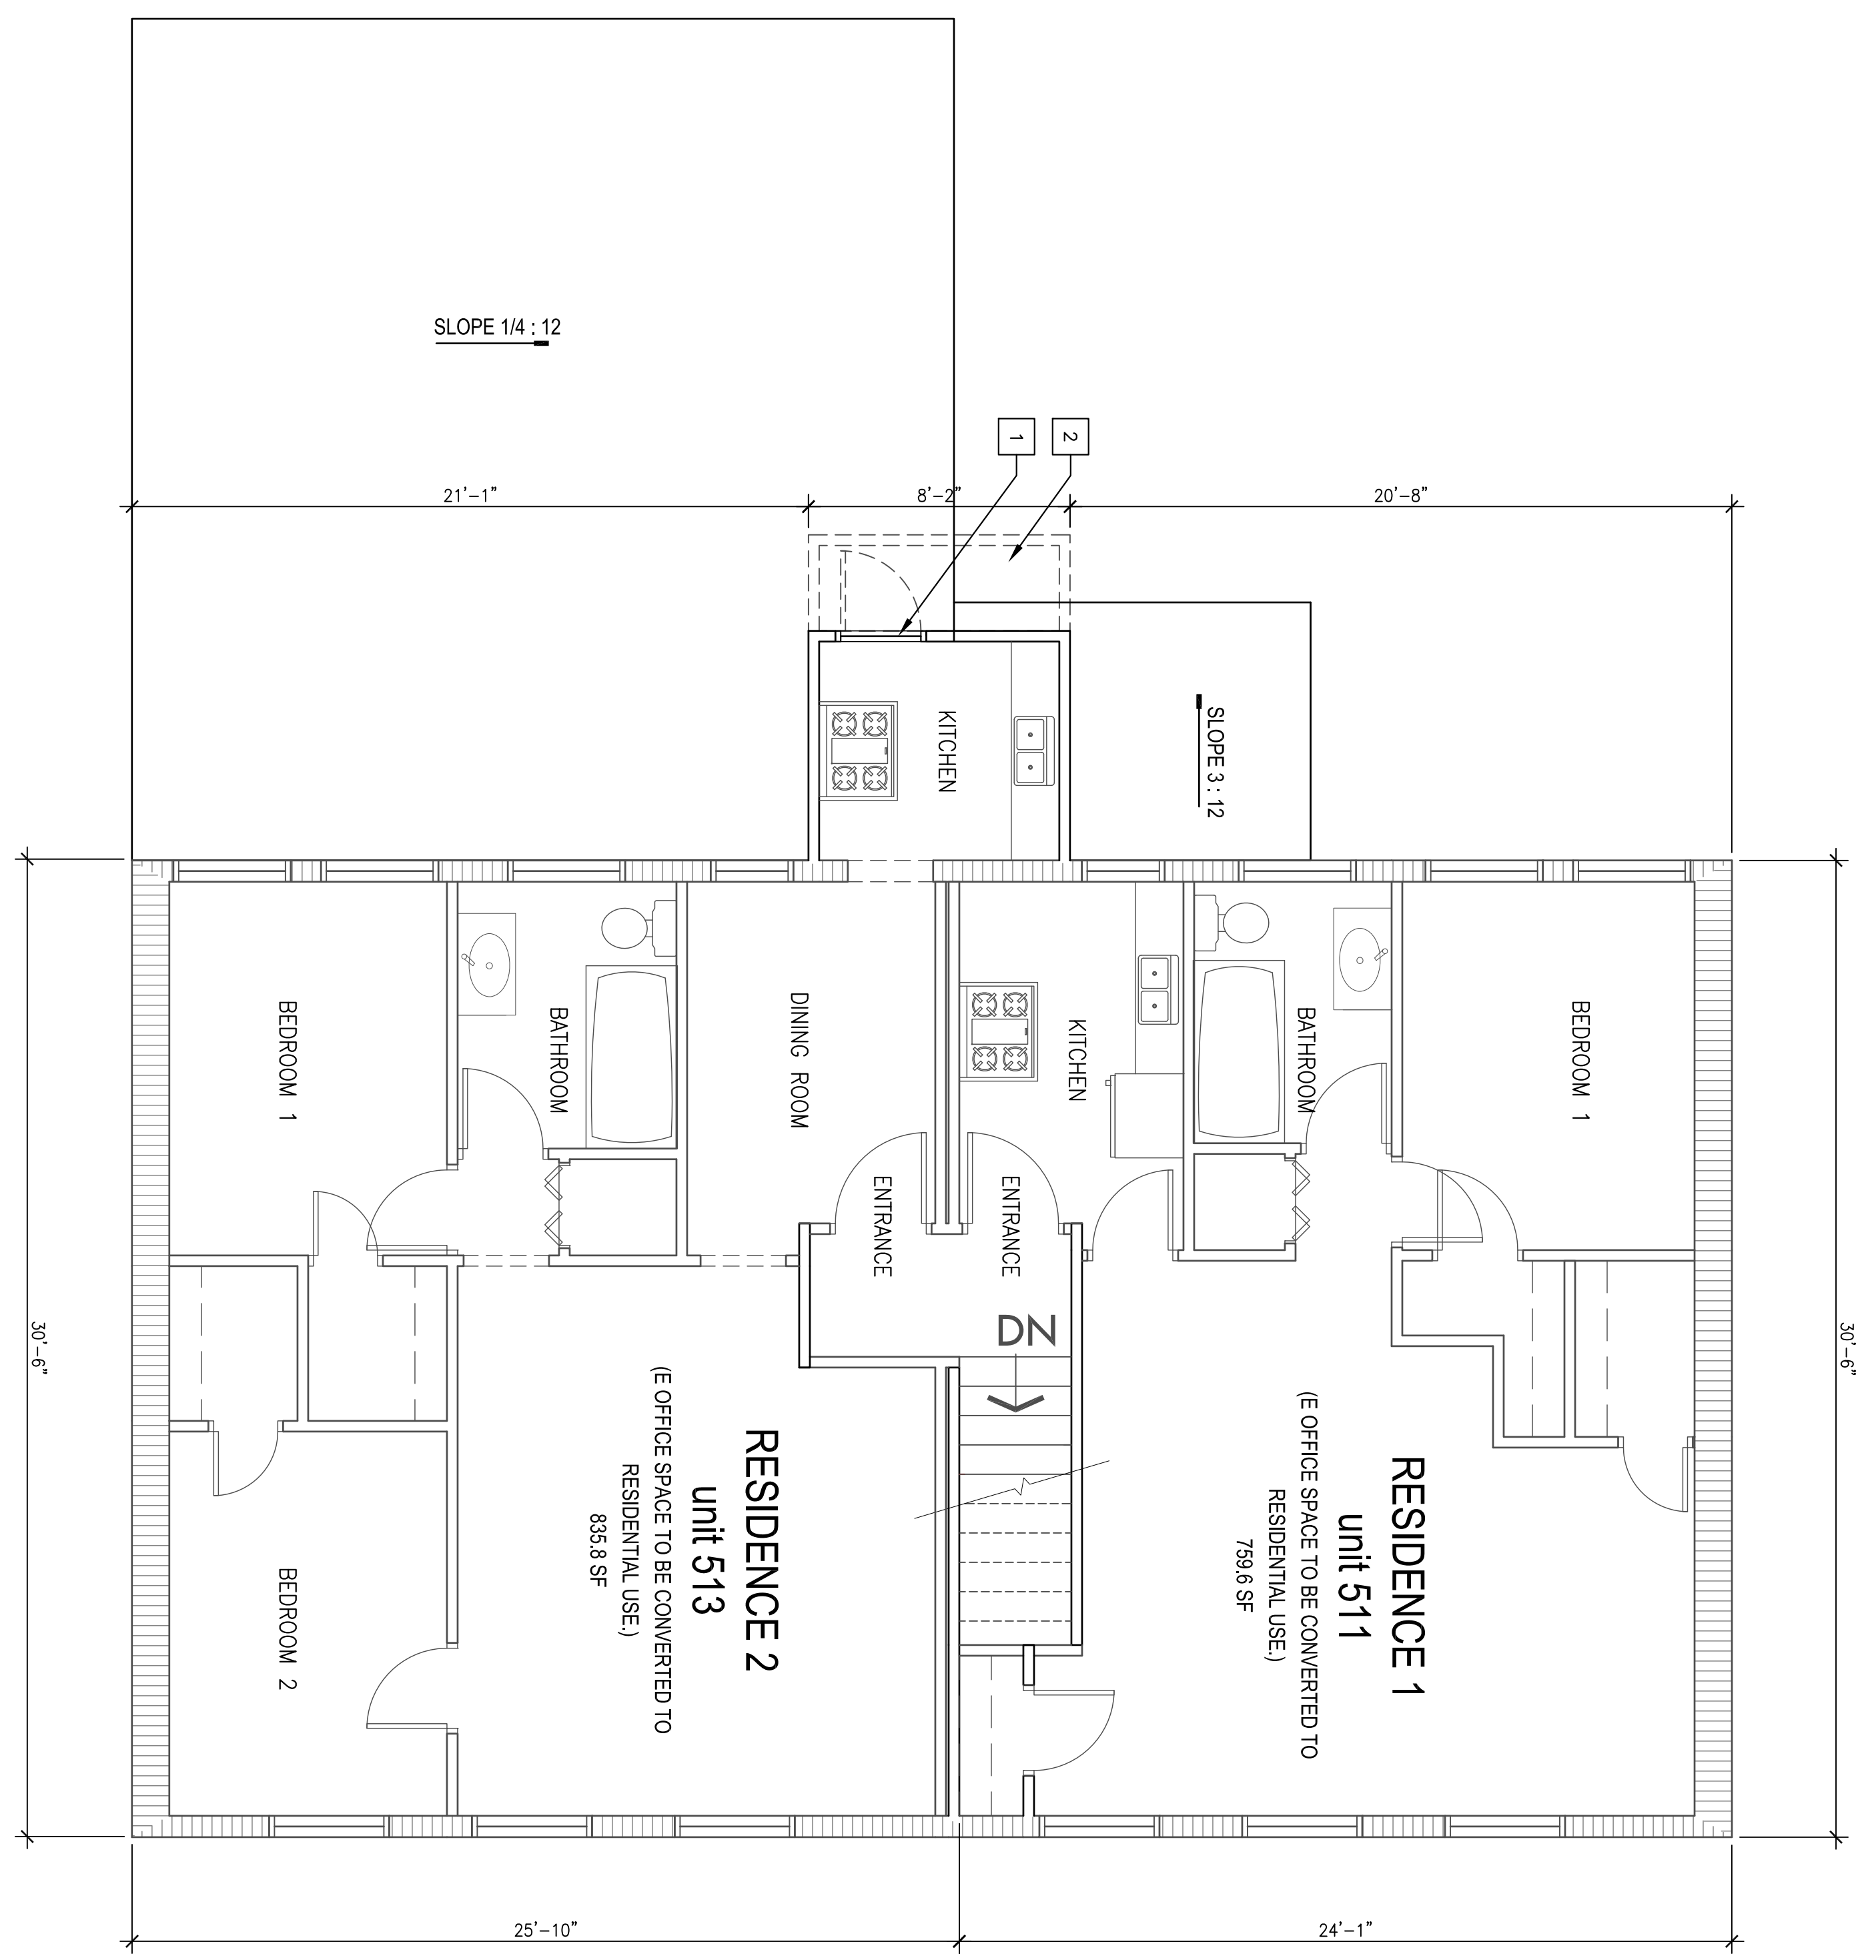 SLOPE 1/4 : 12
1
2
21'-1"
8'-2"
20'-8"
KITCHEN
SLOPE 3 : 12
BEDROOM 1
BATHROOM
DINING ROOM
KITCHEN
BATHROOM
BEDROOM 1
ENTRANCE
ENTRANCE
DN
30'-6"
30'-6"
RESIDENCE 2
unit 513
(E OFFICE SPACE TO BE CONVERTED TO
RESIDENTIAL USE.)
835.8 SF
RESIDENCE 1
unit 511
(E OFFICE SPACE TO BE CONVERTED TO
RESIDENTIAL USE.)
759.6 SF
BEDROOM 2
25'-10"
24'-1"